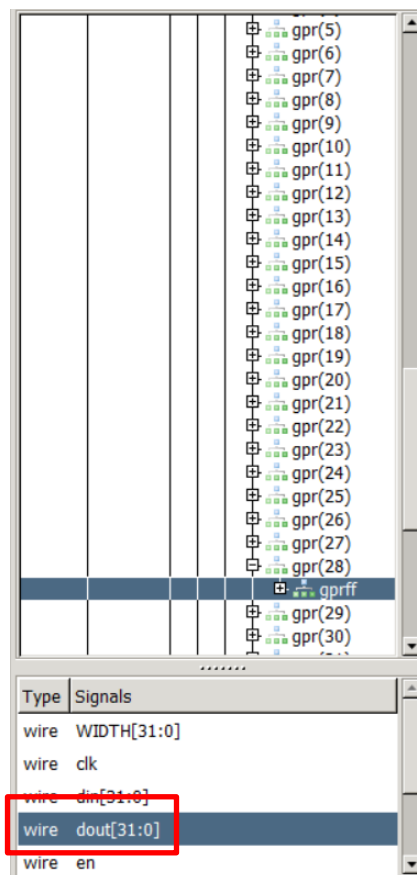 gpr(5)
gpr(6)
gpr(7)
gpr(8)
gpr(9)
gpr(10)
gpr(11)
gpr(12)
gpr(13)
gpr(14)
gpr(15)
gpr(16)
gpr(17)
gpr(18)
gpr(19)
gpr(20)
gpr(21)
gpr(22)
gpr(23)
gpr(24)
gpr(25)
gpr(26)
gpr(27)
gpr(28)
gprff
gpr(29)
gpr(30)
Type Signals
wire WIDTH[31:0]
wire clk
wire din[31:0]
wire dout[31:0]
wire en